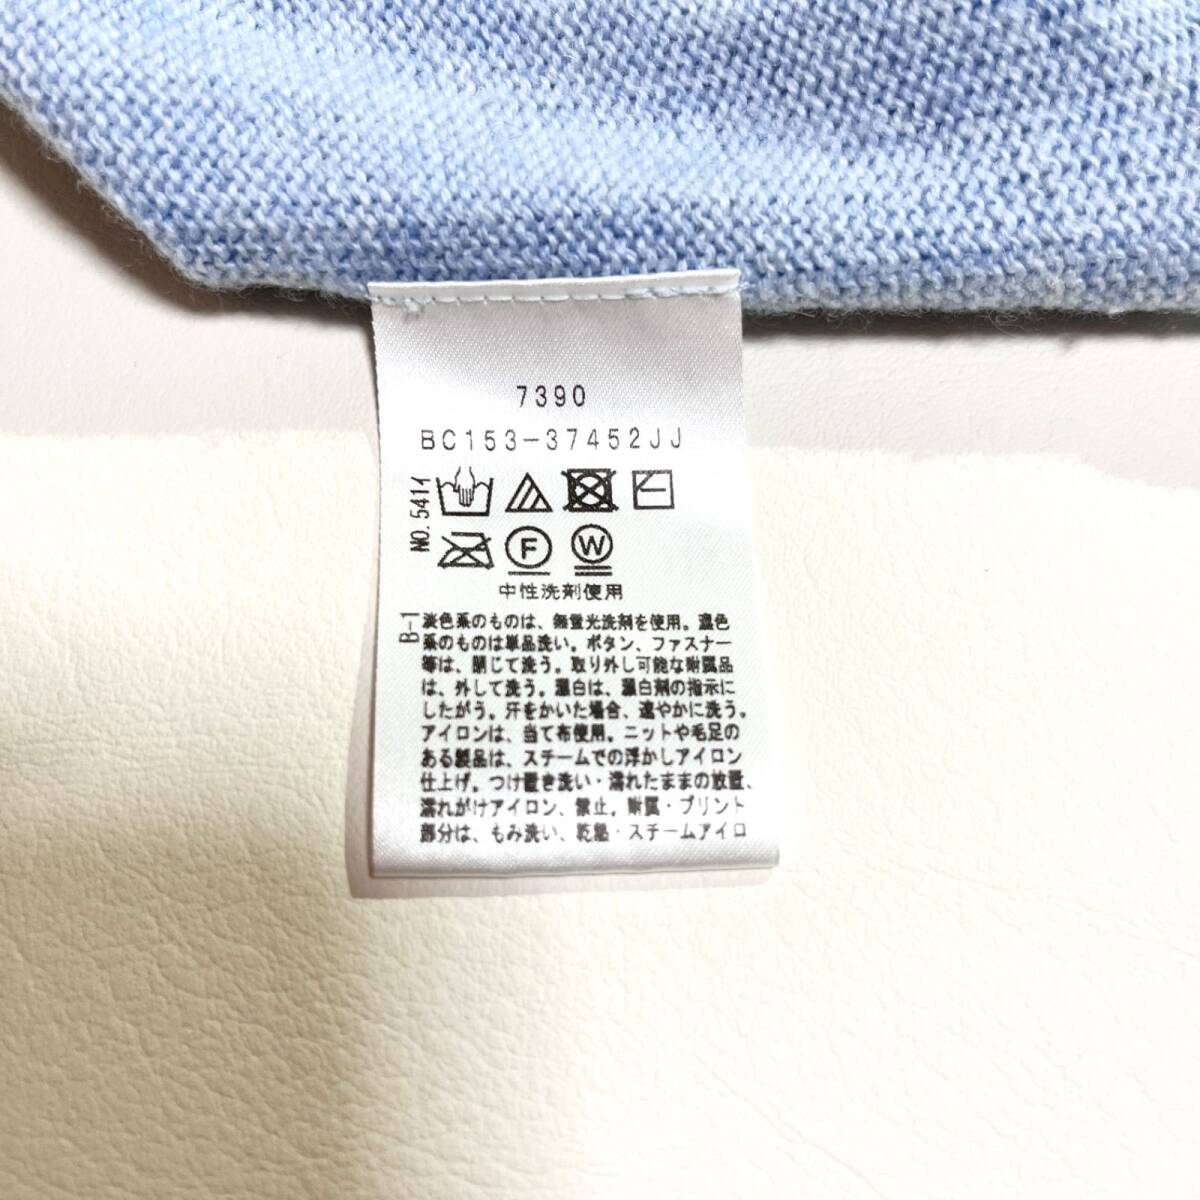 7390
BC153-37452JJ
NO.541イ
F W
中性洗剤使用
B-1
淡色系のものは、無蛍光洗剤を使用。濃色
系のものは単品洗い。ボタン、ファスナー
等は、閉じて洗う。取り外し可能な附属品
は、外して洗う。漂白は、漂白剤の指示に
したがう。汗をかいた場合、速やかに洗う。
アイロンは、当て布使用。ニットや毛足の
ある製品は、スチームでの浮かしアイロン
仕上げ。つけ置き洗い・濡れたままの放置、
濡れがけアイロン、禁止。附属・プリント
部分は、もみ洗い、乾燥・スチームアイロ